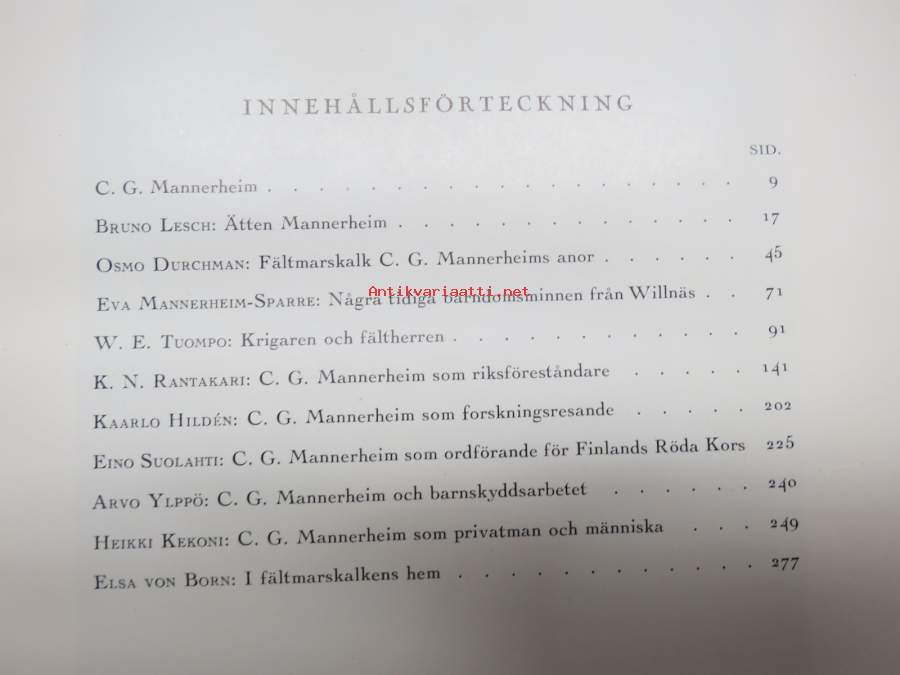 INNEHÅLLSFÖRTECKNING
SID.
C. G. Mannerheim . . . . . . . . . . . . . . . . . . . 9
BRUNO LESCH: Ätten Mannerheim . . . . . . . . . . . . . . 17
OSMO DURCHMAN: Fältmarskalk C. G. Mannerheims anor . . . . . . 45
Antikvariaatti.net
EVA MANNERHEIM-SPARRE: Några tidiga barndomsminnen från Willnäs . . 71
W. E. TUOMPO: Krigaren och fältherren . . . . . . . . . . . . 91
K. N. RANTAKARI: C. G. Mannerheim som riksföreståndare . . . . . 141
KAARLO HILDÉN: C. G. Mannerheim som forskningsresande . . . . . 202
EINO SUOLAHTI: C. G. Mannerheim som ordförande för Finlands Röda Kors 225
ARVO YLPPÖ: C. G. Mannerheim och barnskyddsarbetet . . . . . . 240
HEIKKI KEKONI: C. G. Mannerheim som privatman och människa . . . 249
ELSA VON BORN: I fältmarskalkens hem . . . . . . . . . . . . 277